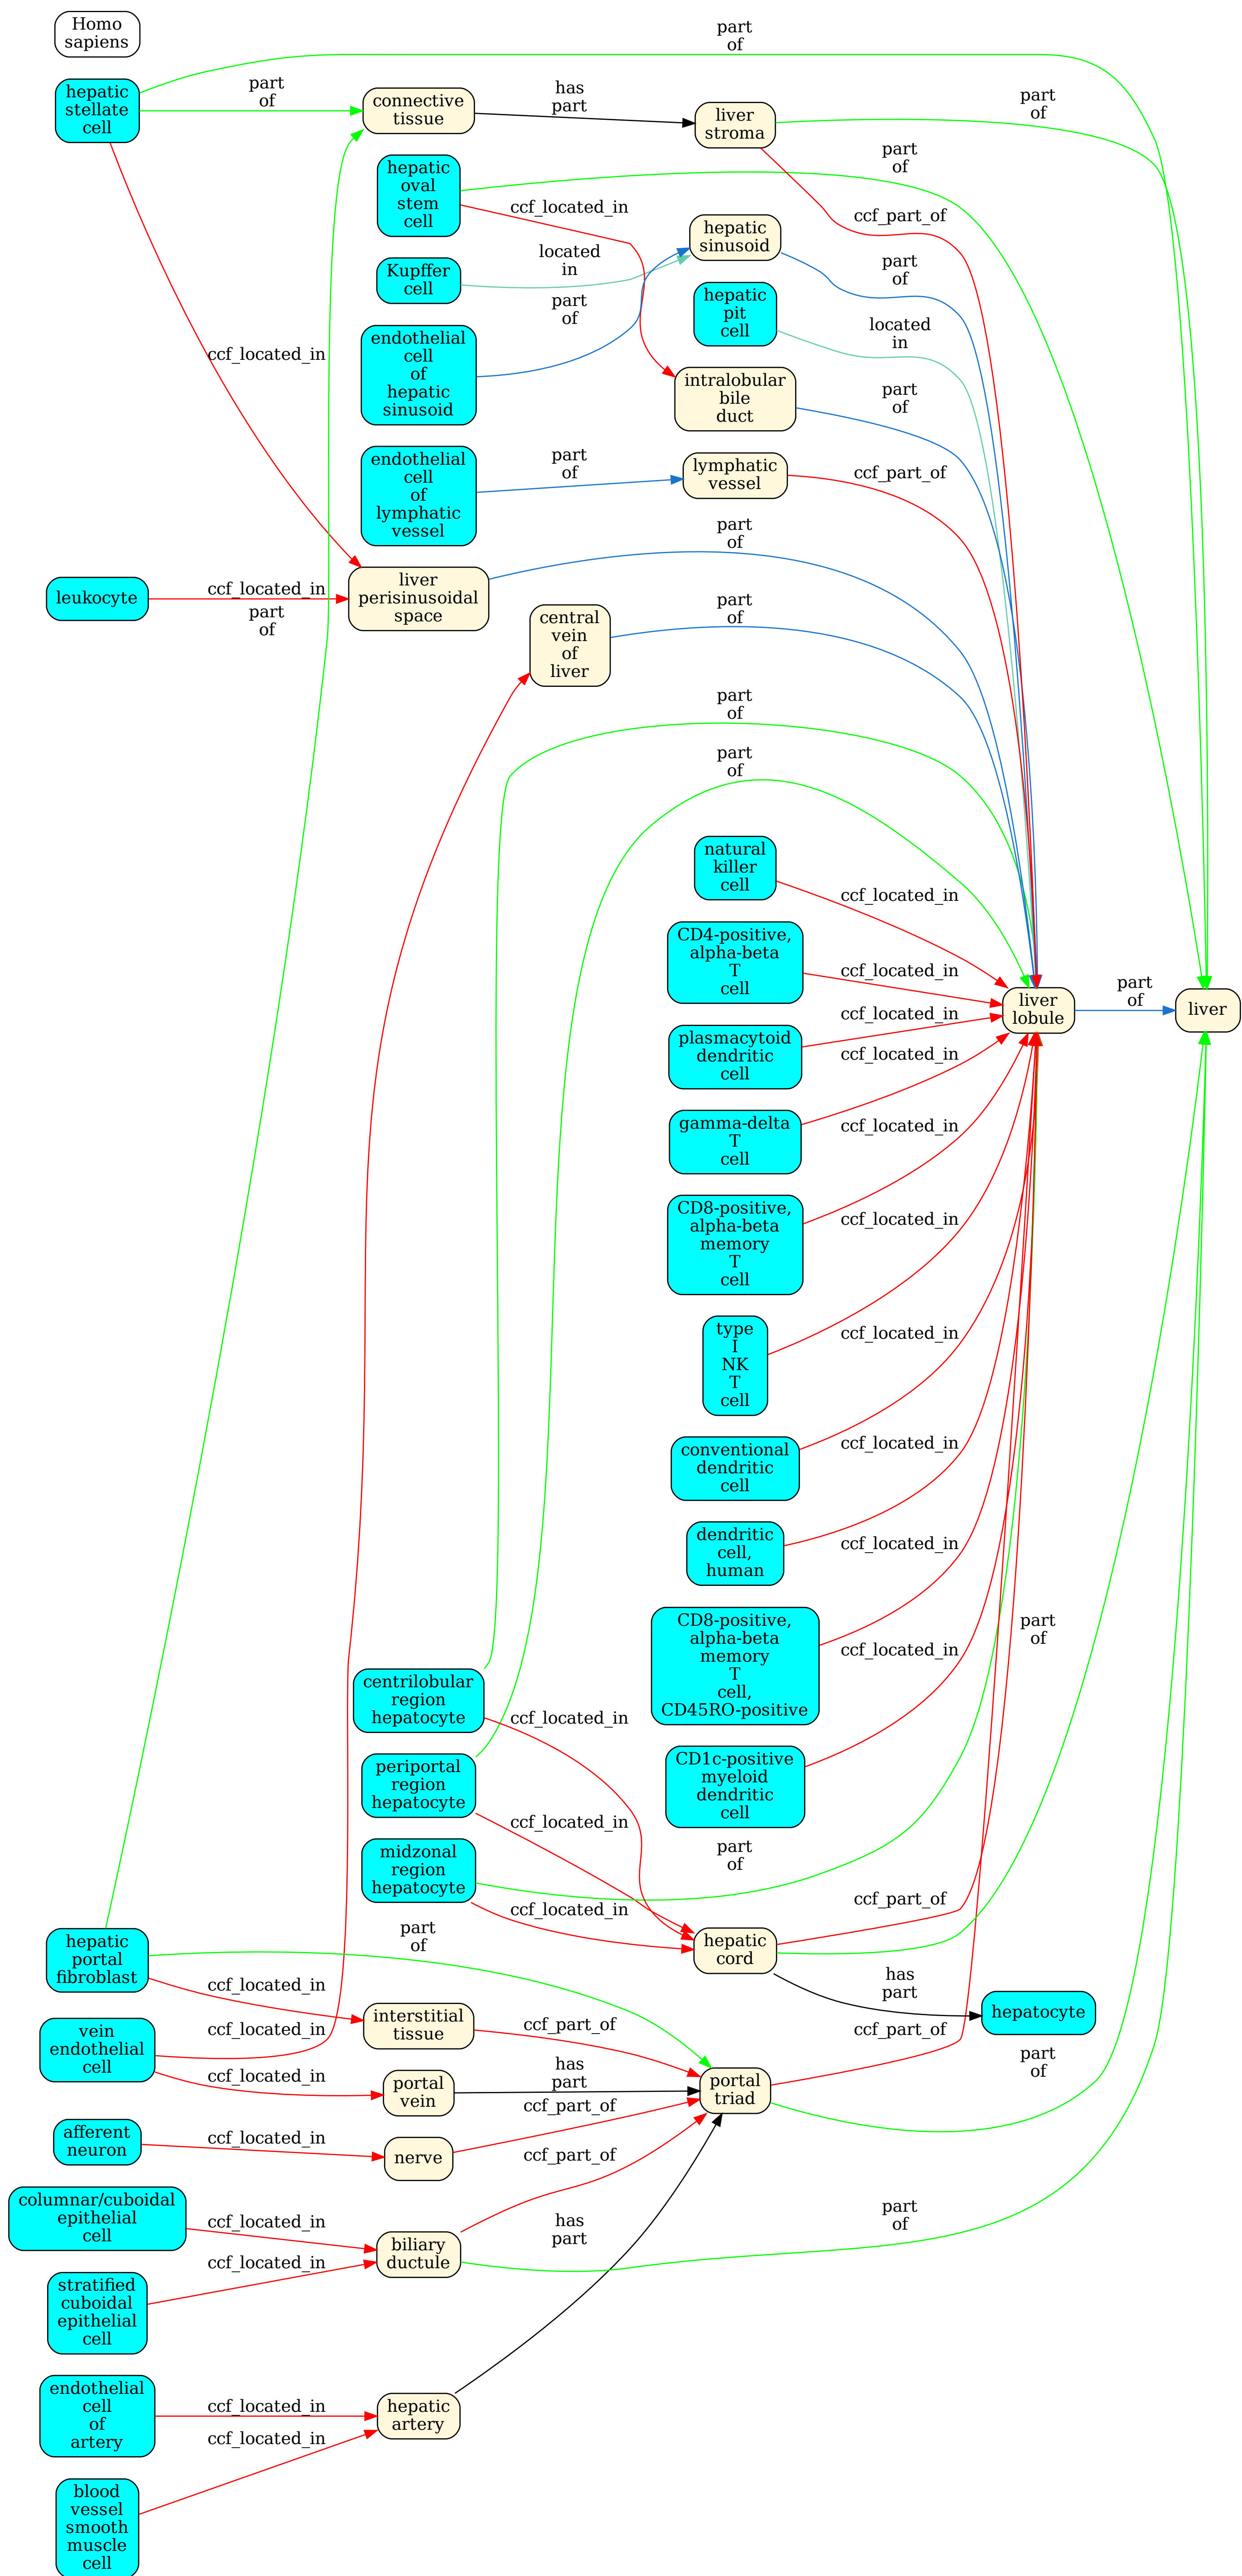 Homo
sapiens
hepatic
stellate
cell
leukocyte
hepatic
portal
fibroblast
vein
endothelial
cell
afferent
neuron
columnar/cuboidal
epithelial
cell
stratified
cuboidal
epithelial
cell
endothelial
cell
of
artery
blood
vessel
smooth
muscle
cell
part
of
ccf_located_in
ccf_located_in
part
of
ccf_located_in
ccf_located_in
ccf_located_in
ccf_located_in
ccf_located_in
ccf_located_in
ccf_located_in
ccf_located_in
connective
tissue
hepatic
oval
stem
cell
Kupffer
cell
endothelial
cell
of
hepatic
sinusoid
endothelial
cell
of
lymphatic
vessel
liver
perisinusoidal
space
centrilobular
region
hepatocyte
periportal
region
hepatocyte
midzonal
region
hepatocyte
part
of
interstitial
tissue
portal
vein
nerve
biliary
ductule
hepatic
artery
has
part
ccf_located_in
located
in
part
of
part
of
central
vein
of
liver
ccf_located_in
ccf_located_in
ccf_located_in
ccf_part_of
has
part
ccf_part_of
ccf_part_of
has
part
part
of
liver
stroma
hepatic
sinusoid
hepatic
pit
cell
intralobular
bile
duct
lymphatic
vessel
part
of
part
of
part
of
part
of
natural
killer
cell
CD4-positive,
alpha-beta
T
cell
plasmacytoid
dendritic
cell
gamma-delta
T
cell
CD8-positive,
alpha-beta
memory
T
cell
type
I
NK
T
cell
conventional
dendritic
cell
dendritic
cell,
human
CD8-positive,
alpha-beta
memory
T
cell,
CD45RO-positive
CD1c-positive
myeloid
dendritic
cell
part
of
hepatic
cord
portal
triad
part
of
ccf_part_of
part
of
located
in
part
of
ccf_part_of
ccf_located_in
ccf_located_in
ccf_located_in
ccf_located_in
ccf_located_in
ccf_located_in
ccf_located_in
ccf_located_in
ccf_located_in
ccf_located_in
ccf_part_of
has
part
ccf_part_of
part
of
part
of
liver
lobule
part
of
hepatocyte
part
of
part
of
liver